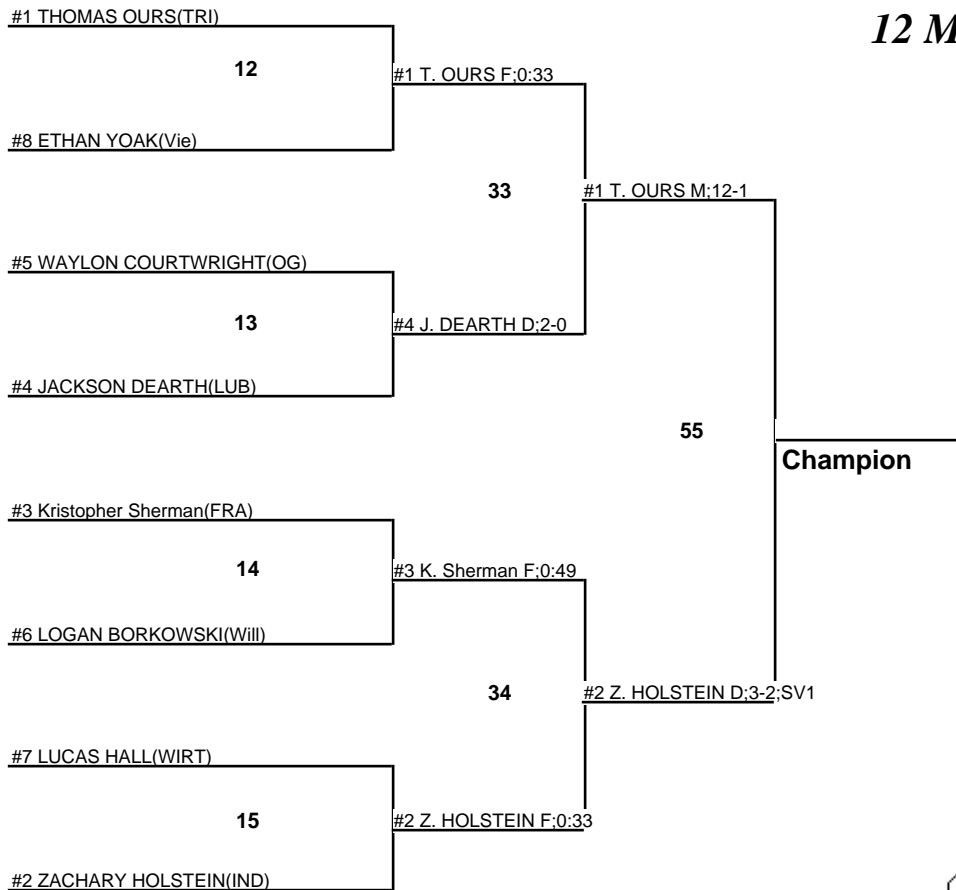 #1 THOMAS OURS(TRI)
12 M
12
#1 T. OURS F;0:33
#8 ETHAN YOAK(Vie)
33
#1 T. OURS M;12-1
#5 WAYLON COURTWRIGHT(OG)
13
#4 J. DEARTH D;2-0
#4 JACKSON DEARTH(LUB)
55
Champion
#3 Kristopher Sherman(FRA)
14
#3 K. Sherman F;0:49
#6 LOGAN BORKOWSKI(Will)
34
#2 Z. HOLSTEIN D;3-2;SV1
#7 LUCAS HALL(WIRT)
15
#2 Z. HOLSTEIN F;0:33
#2 ZACHARY HOLSTEIN(IND)